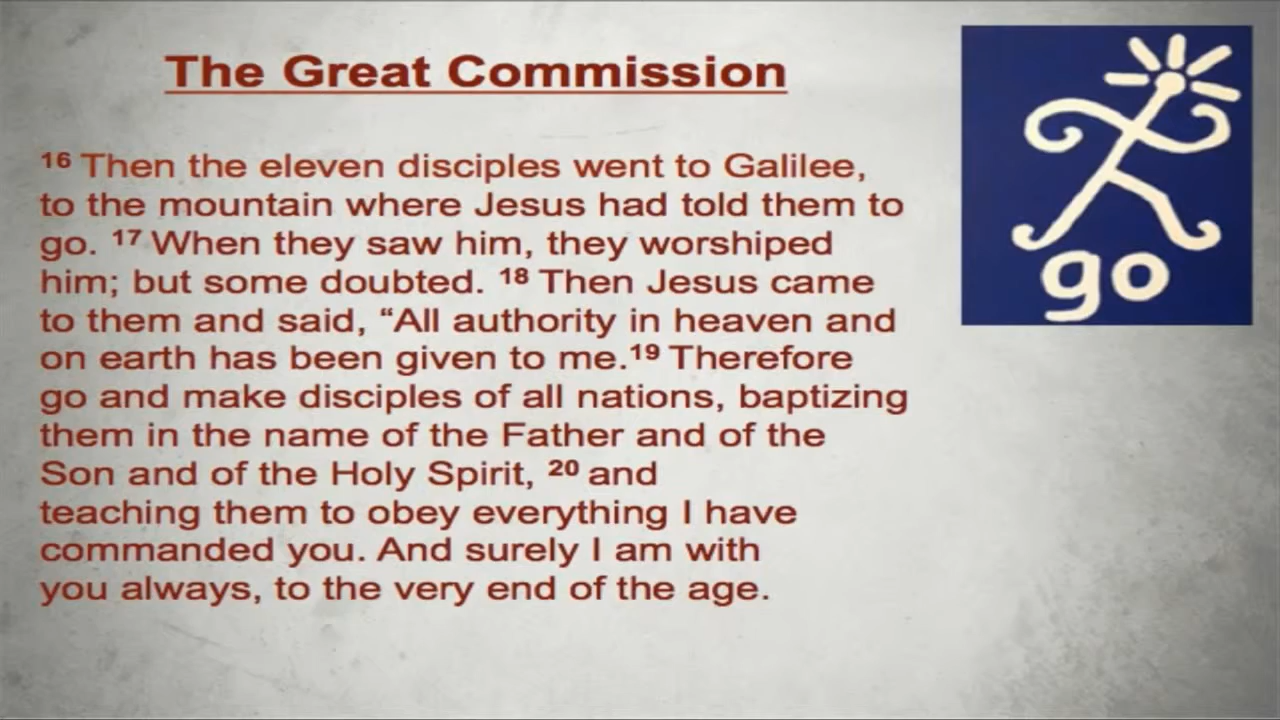 The Great Commission
16 Then the eleven disciples went to Galilee,
to the mountain where Jesus had told them to
go. 17 When they saw him, they worshiped
him; but some doubted. 18 Then Jesus came
to them and said, “All authority in heaven and
on earth has been given to me.19 Therefore
go and make disciples of all nations, baptizing
them in the name of the Father and of the
Son and of the Holy Spirit, 20 and
teaching them to obey everything I have
commanded you. And surely I am with
you always, to the very end of the age.
go